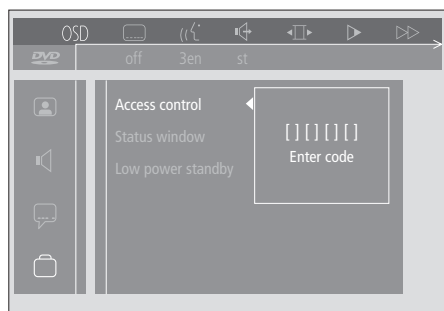 OSD
DVD off 3en st
Access control
Status window
Low power standby
[ ] [ ] [ ] [ ]
Enter code